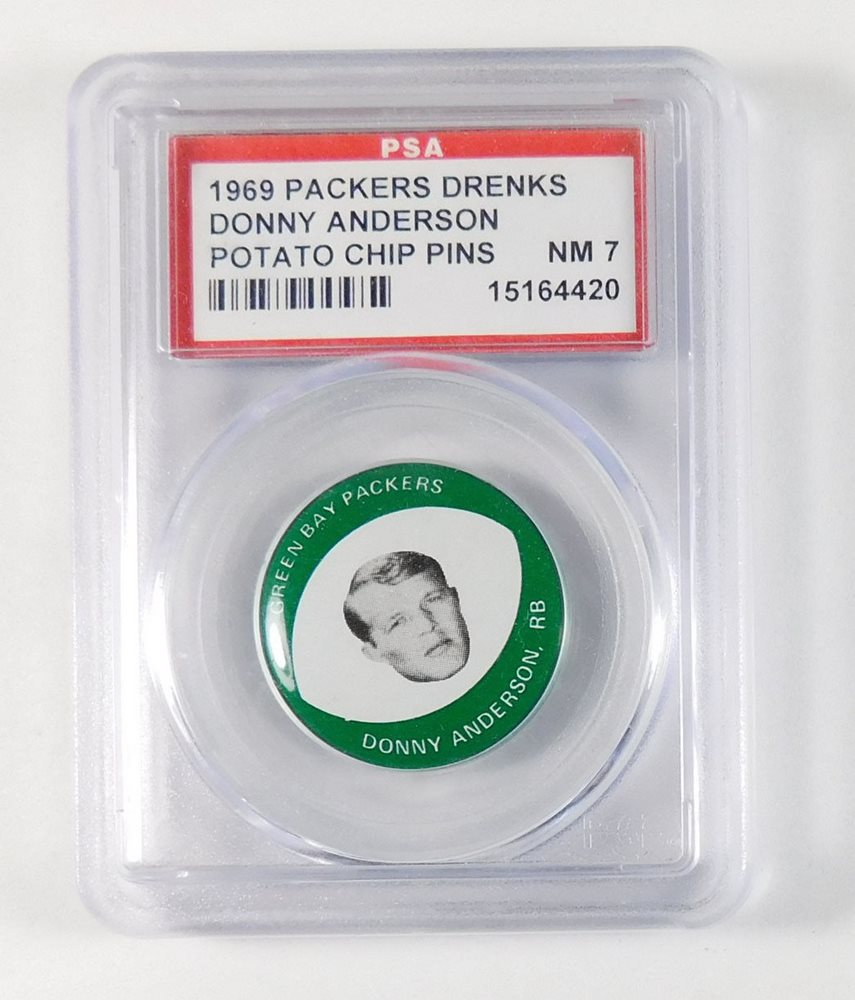 PSA
1969 PACKERS DRENKS
DONNY ANDERSON
POTATO CHIP PINS NM 7
15164420
GREEN BAY PACKERS
DONNY ANDERSON, RB